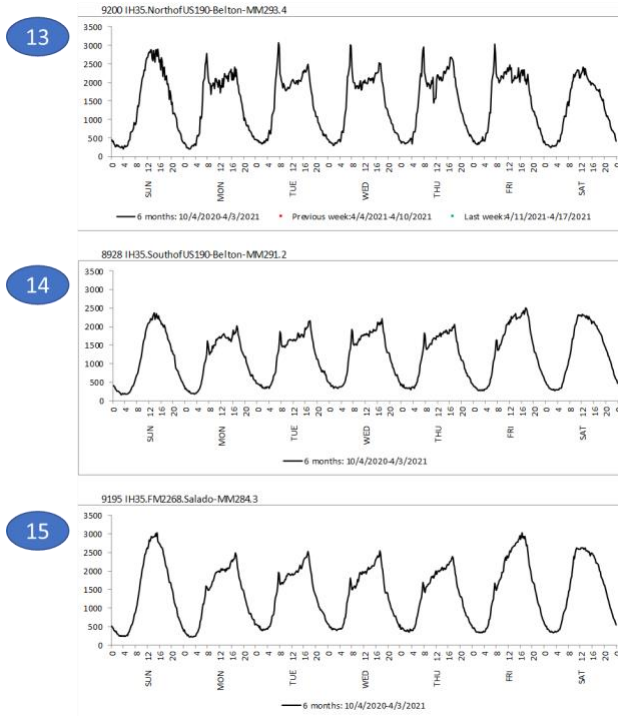 9200 IH35.NorthofUS190-Belton-MM293.4
13
3500
3000
2500
2000
1500
1000
500
0
0 4 8 12 16 20 0 4 8 12 16 20 0 4 8 12 16 20 0 4 8 12 16 20 0 4 8 12 16 20 0 4 8 12 16 20 0 4 8 12 16 20 0
SUN MON TUE WED THU FRI SAT
6 months: 10/4/2020-4/3/2021 Previous week:4/4/2021-4/10/2021 Last week:4/11/2021-4/17/2021
8928 IH35.SouthofUS190-Belton-MM291.2
14
3500
3000
2500
2000
1500
1000
500
0
0 4 8 12 16 20 0 4 8 12 16 20 0 4 8 12 16 20 0 4 8 12 16 20 0 4 8 12 16 20 0 4 8 12 16 20 0 4 8 12 16 20 0
SUN MON TUE WED THU FRI SAT
6 months: 10/4/2020-4/3/2021
9195 IH35.FM2268.Salado-MM284.3
15
3500
3000
2500
2000
1500
1000
500
0
0 4 8 12 16 20 0 4 8 12 16 20 0 4 8 12 16 20 0 4 8 12 16 20 0 4 8 12 16 20 0 4 8 12 16 20 0 4 8 12 16 20 0
SUN MON TUE WED THU FRI SAT
6 months: 10/4/2020-4/3/2021